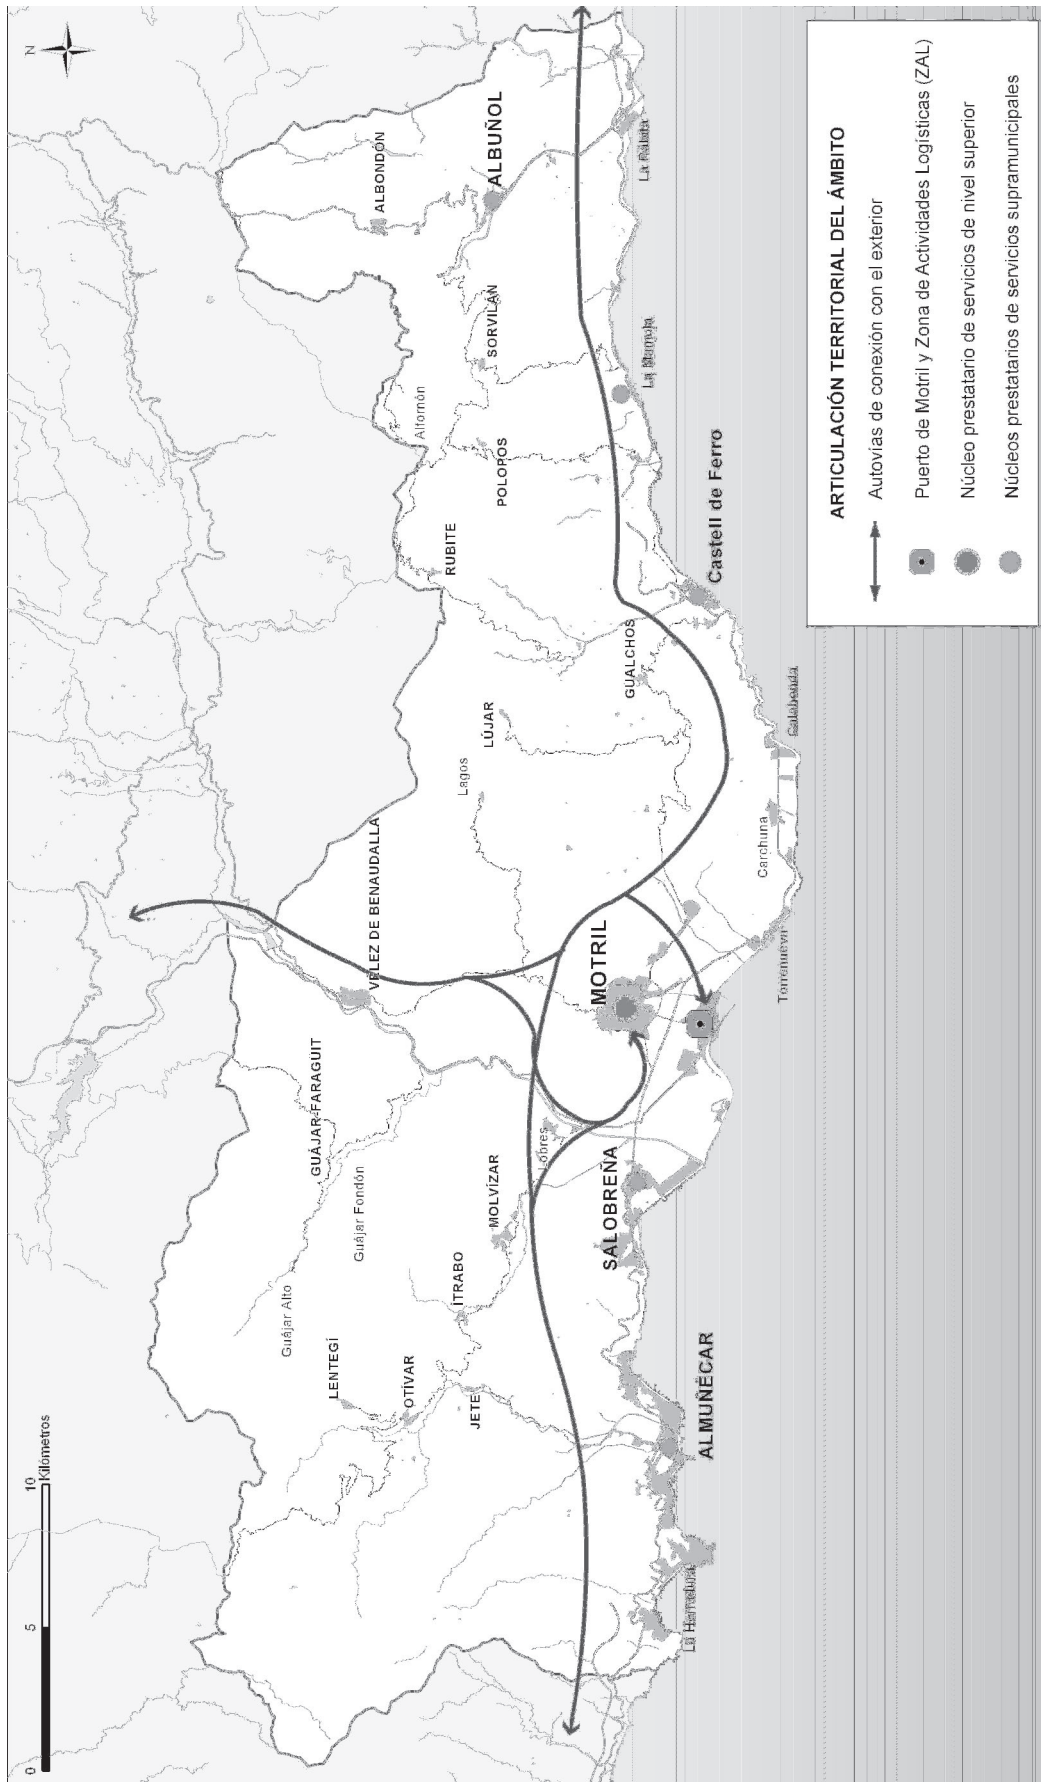 N
0 5 10
Kilómetros
ALBONDÓN
ALBUÑOL
La Rábita
SORVILÁN
Alfornón
La Mamola
POLOPOS
RUBITE
Castell de Ferro
GUALCHOS
LÚJAR
Lagos
Calahonda
Carchuna
VÉLEZ DE BENAUDALLA
MOTRIL
Torrenueva
GUÁJAR-FARAGUIT
Guájar Fondón
Guájar Alto
Lobres
MOLVÍZAR
SALOBREÑA
ÍTRABO
LENTEGÍ
OTÍVAR
JETE
ALMUÑÉCAR
La Herradura
ARTICULACIÓN TERRITORIAL DEL ÁMBITO
Autovias de conexión con el exterior
Puerto de Motril y Zona de Actividades Logísticas (ZAL)
Núcleo prestatario de servicios de nivel superior
Núcleos prestatarios de servicios supramunicipales